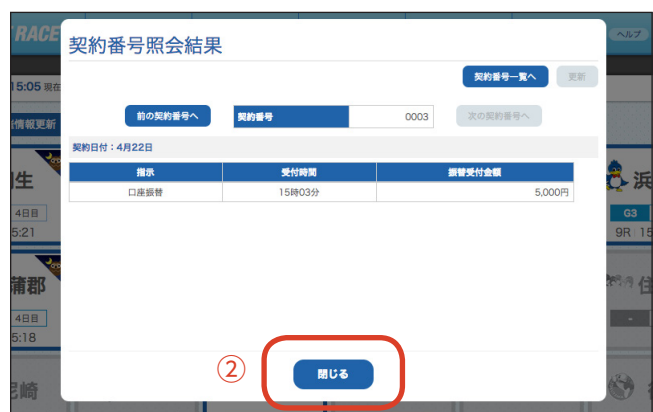 RACE
契約番号照会結果
ヘルプ
契約番号一覧へ 更新
15:05 現在
前の契約番号へ 契約番号 0003 次の契約番号へ
情報更新
契約日付：4月22日
指示 受付時間 振替受付金額
口座振替 15時03分 5,000円
生 浜
4日目 G3
5:21 9R 15
蒲郡 住
4日目 -
5:18
② 閉じる
尼崎